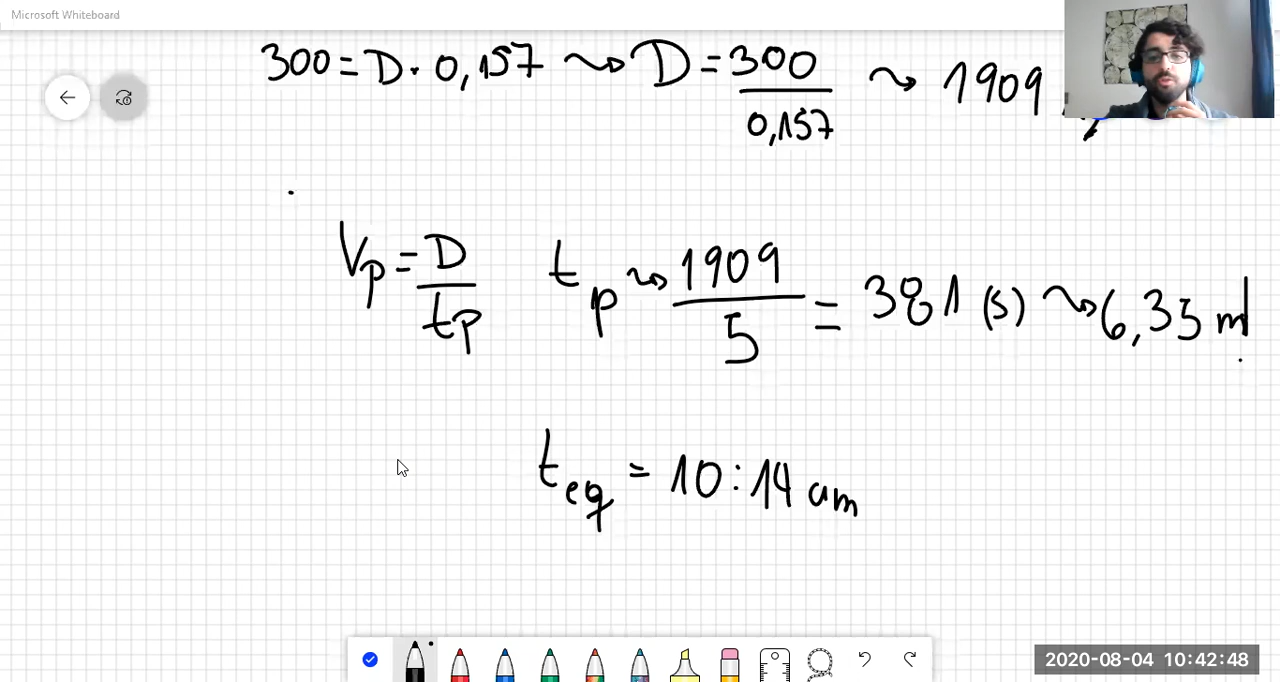 Microsoft Whiteboard
300 = D · 0,157 ⇝ D = 300 / 0,157 ⇝ 1909
Vp = D / tp tp ⇝ 1909 / 5 = 381 (s) ⇝ 6,35
teq = 10:14 am
2020-08-04 10:42:48